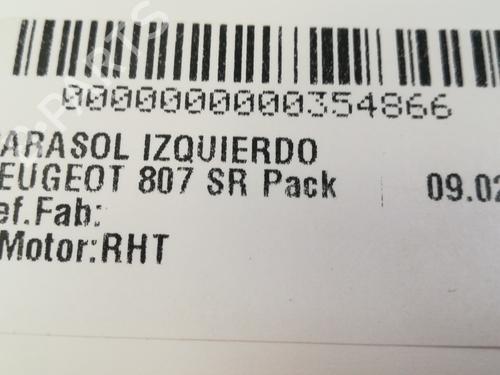 0000000000354866
ARASOL IZQUIERDO
EUGEOT 807 SR Pack 09.02
ef.Fab:
Motor:RHT